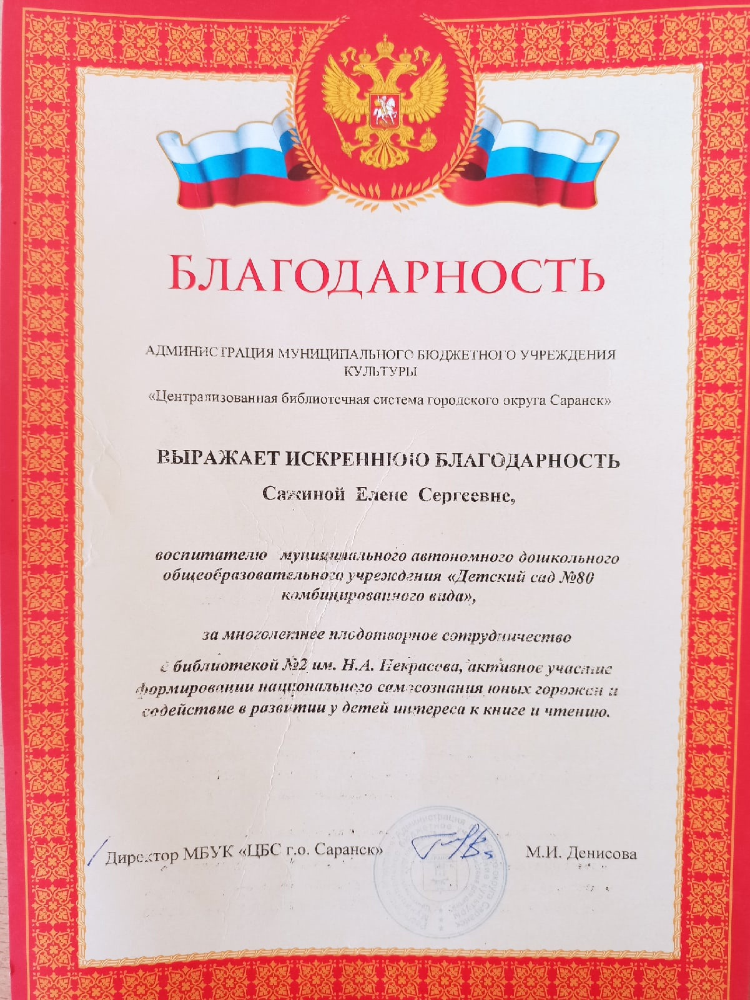 БЛАГОДАРНОСТЬ
АДМИНИСТРАЦИЯ МУНИЦИПАЛЬНОГО БЮДЖЕТНОГО УЧРЕЖДЕНИЯ
КУЛЬТУРЫ
«Централизованная библиотечная система городского округа Саранск»
ВЫРАЖАЕТ ИСКРЕННЮЮ БЛАГОДАРНОСТЬ
Сажиной Елене Сергеевне,
воспитателю муниципального автономного дошкольного
общеобразовательного учреждения «Детский сад №80
комбинированного вида»,
за многолетнее плодотворное сотрудничество
с библиотекой №2 им. Н.А. Некрасова, активное участие
формировании национального самосознания юных горожан и
содействие в развитии у детей интереса к книге и чтению.
Директор МБУК «ЦБС г.о. Саранск»
М.И. Денисова